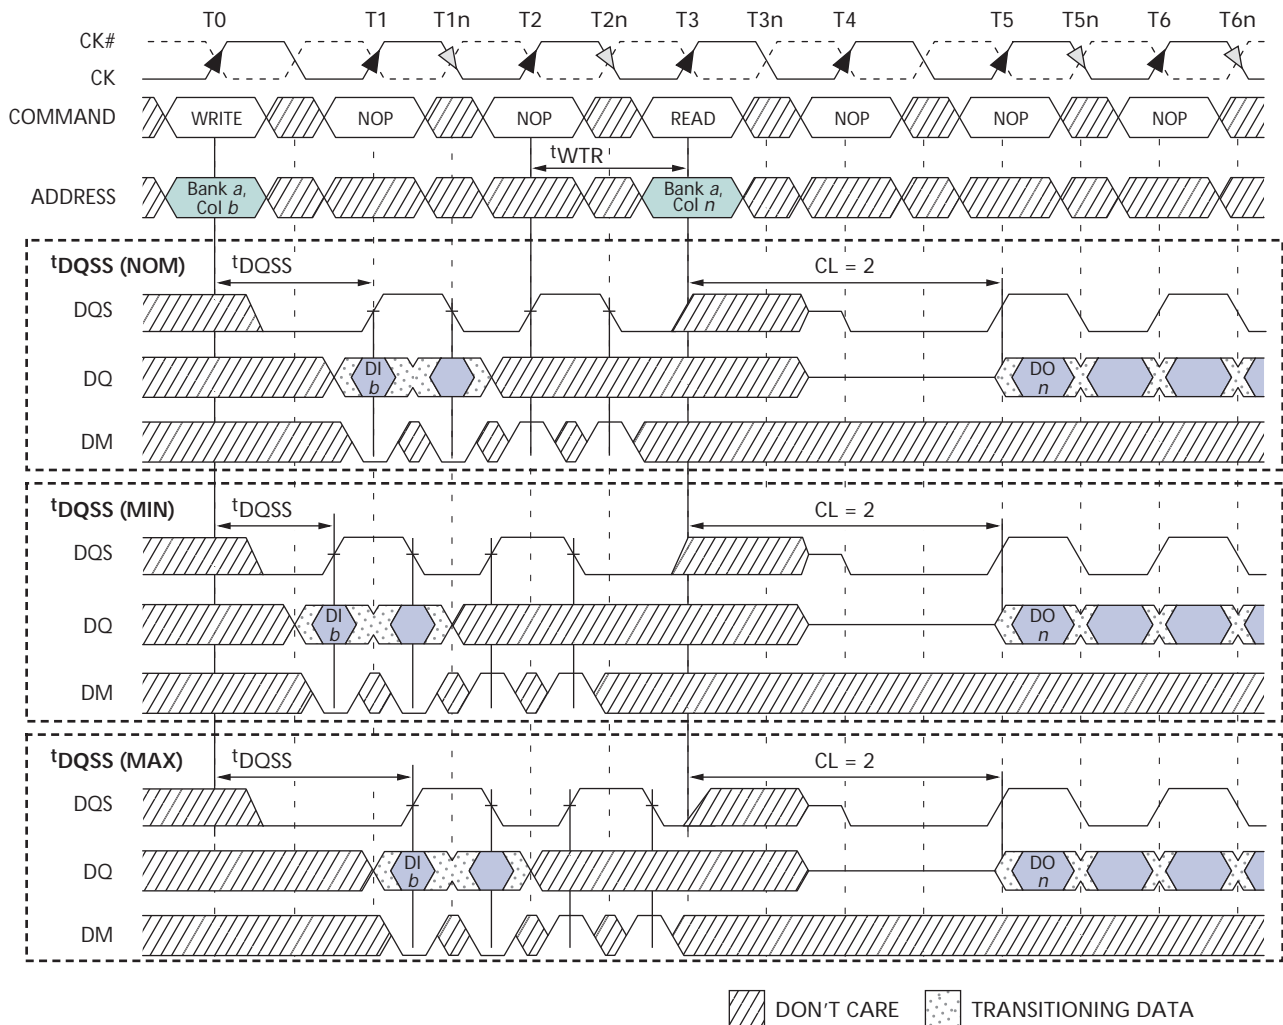 T0 T1 T1n T2 T2n T3 T3n T4 T5 T5n T6 T6n
CK#
CK
COMMAND WRITE NOP NOP READ NOP NOP NOP
tWTR
ADDRESS Bank a, Col b Bank a, Col n
tDQSS (NOM) tDQSS CL = 2
DQS
DQ DI b DO n
DM
tDQSS (MIN) tDQSS CL = 2
DQS
DQ DI b DO n
DM
tDQSS (MAX) tDQSS CL = 2
DQS
DQ DI b DO n
DM
DON'T CARE TRANSITIONING DATA